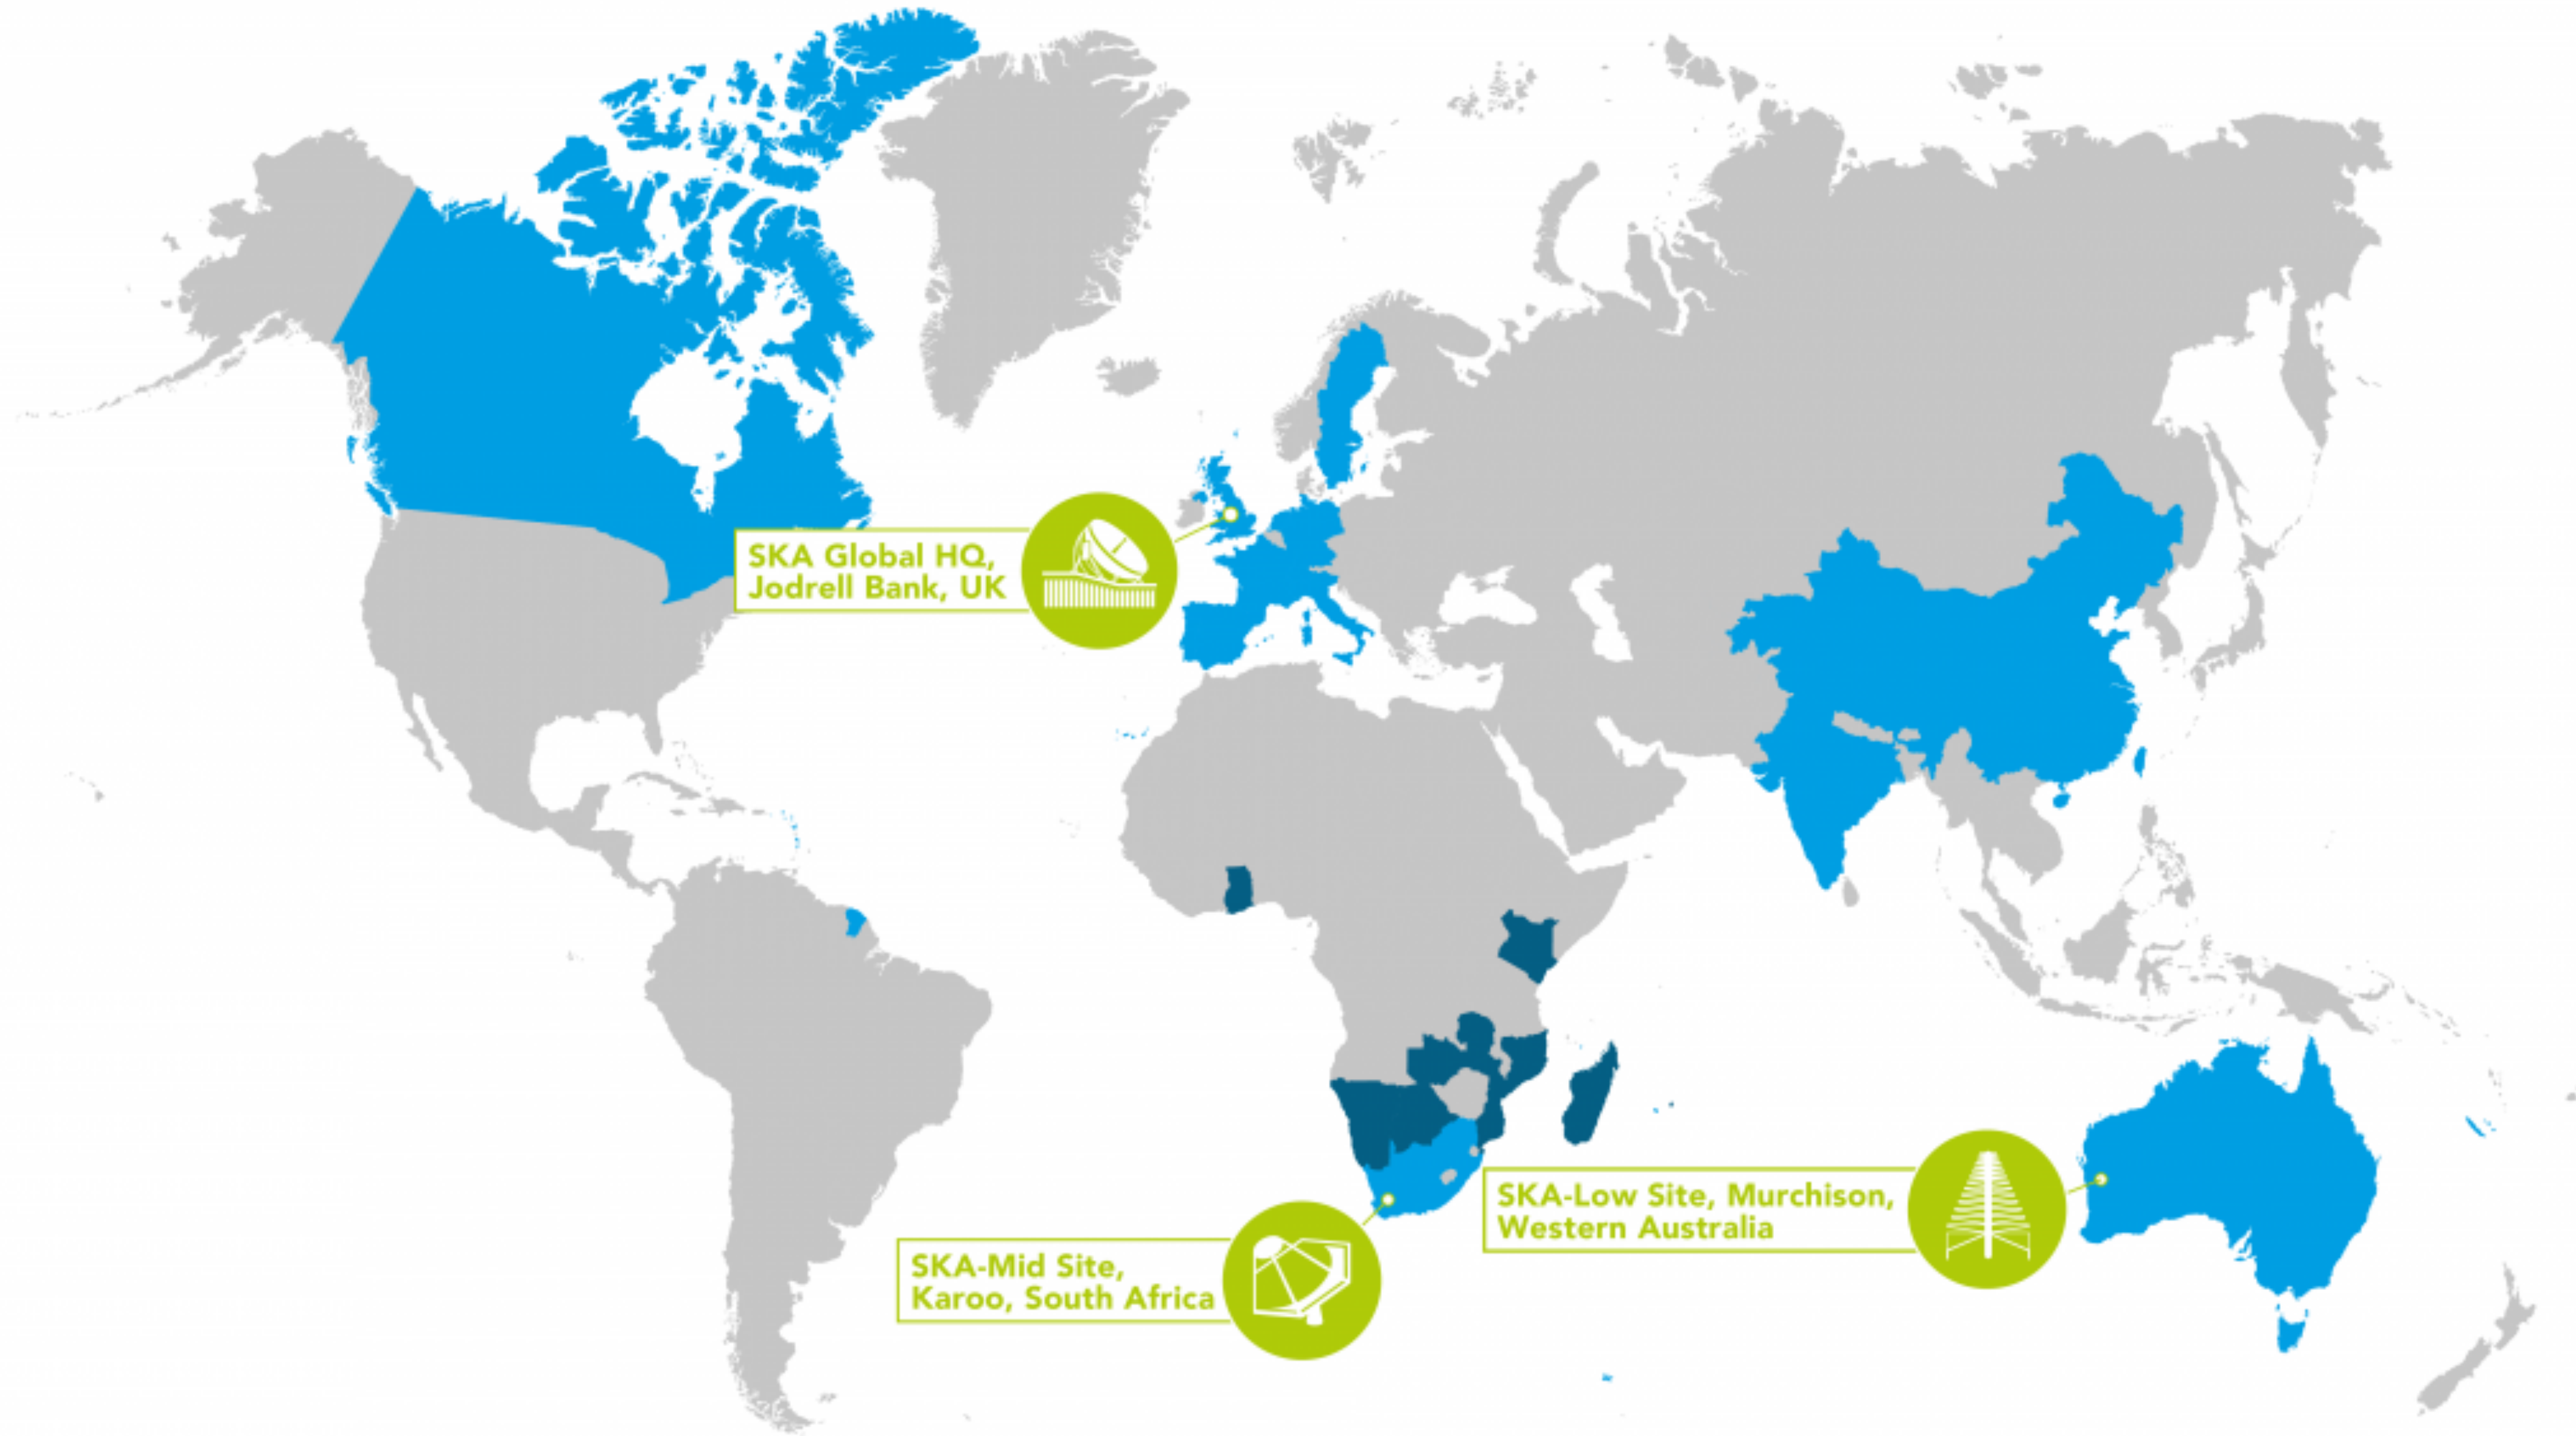 SKA Global HQ,
Jodrell Bank, UK
SKA-Low Site, Murchison,
Western Australia
SKA-Mid Site,
Karoo, South Africa